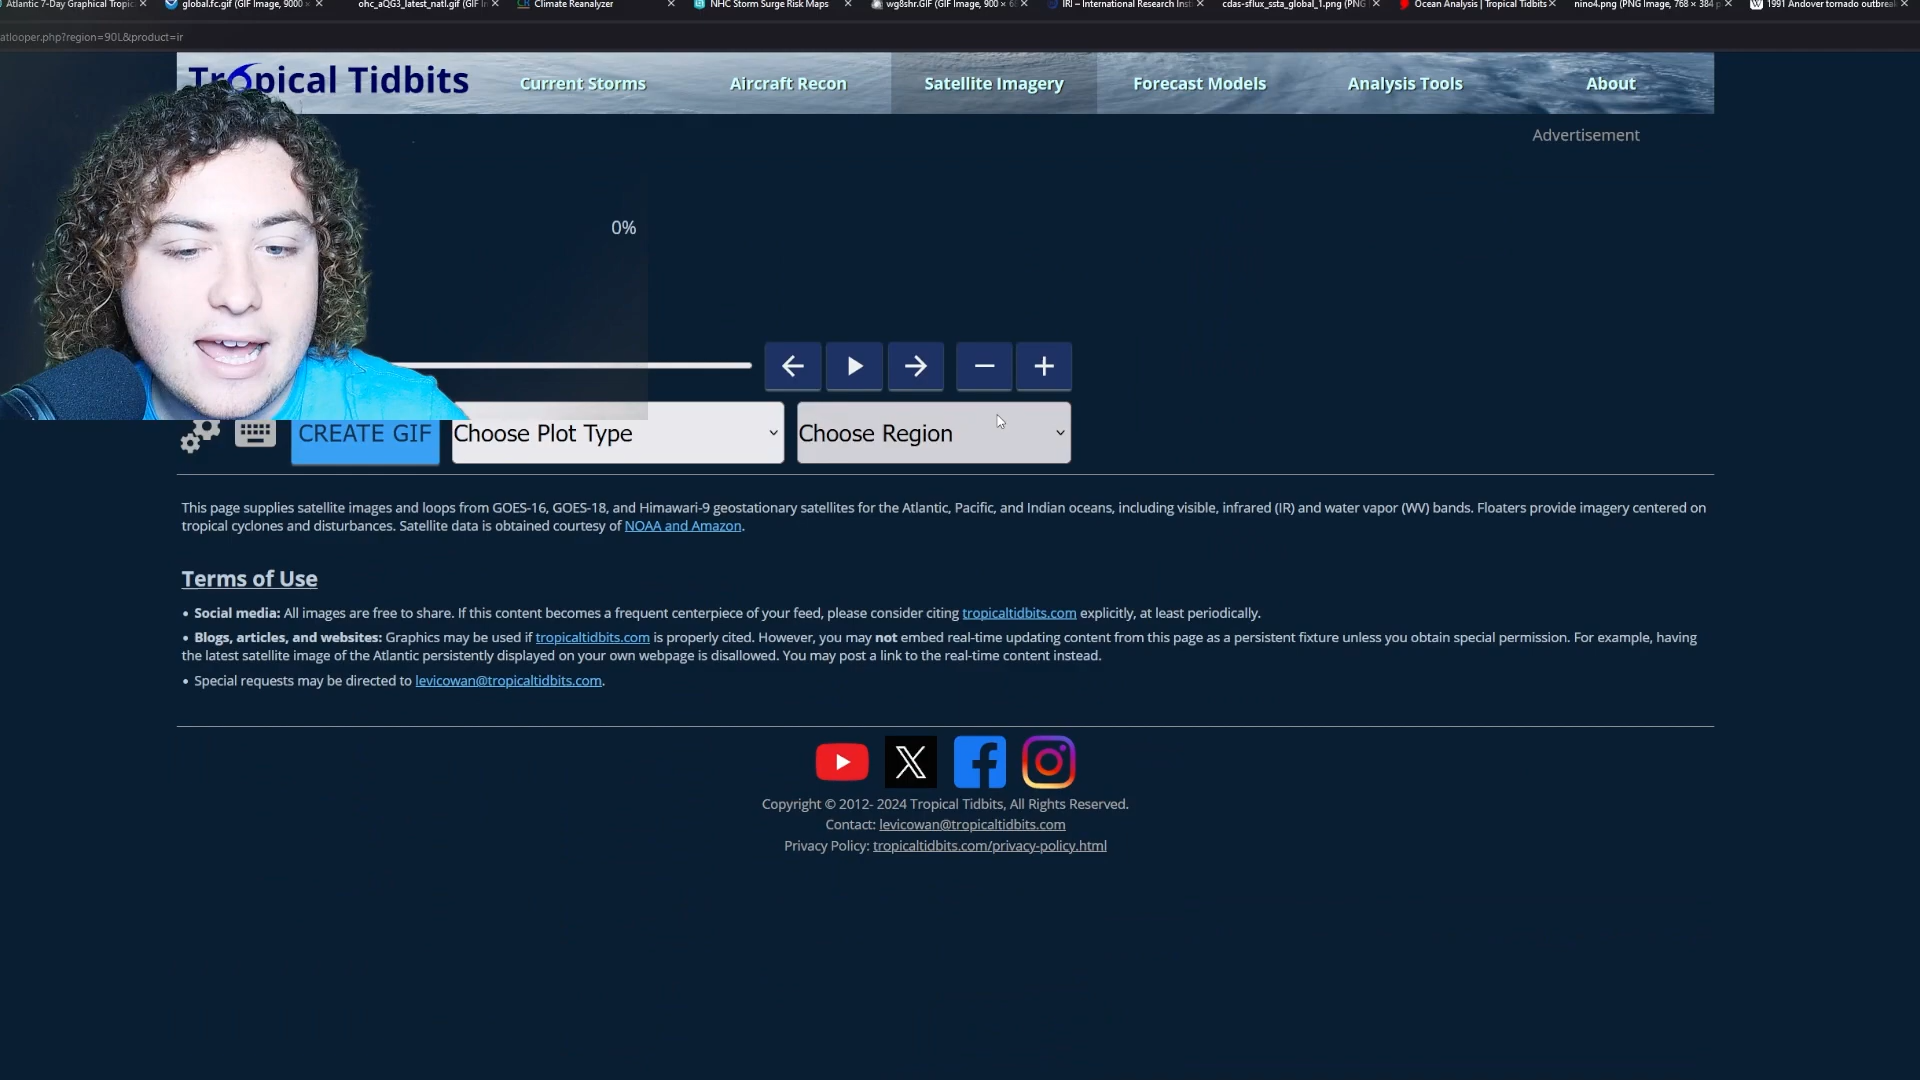 Atlantic 7-Day Graphical Tropic
global.fc.gif (GIF Image, 9000 ×
ohc_aQG3_latest_natl.gif (GIF In
Climate Reanalyzer
NHC Storm Surge Risk Maps
wg8shr.GIF (GIF Image, 900 × 6
IRI – International Research Inst
cdas-sflux_ssta_global_1.png (PNG
Ocean Analysis | Tropical Tidbits
nino4.png (PNG Image, 768 × 384 p
1991 Andover tornado outbreak
atlooper.php?region=90L&product=ir
Tropical Tidbits
Current Storms
Aircraft Recon
Satellite Imagery
Forecast Models
Analysis Tools
About
Advertisement
0%
CREATE GIF
Choose Plot Type
Choose Region
This page supplies satellite images and loops from GOES-16, GOES-18, and Himawari-9 geostationary satellites for the Atlantic, Pacific, and Indian oceans, including visible, infrared (IR) and water vapor (WV) bands. Floaters provide imagery centered on
tropical cyclones and disturbances. Satellite data is obtained courtesy of NOAA and Amazon.
Terms of Use
• Social media: All images are free to share. If this content becomes a frequent centerpiece of your feed, please consider citing tropicaltidbits.com explicitly, at least periodically.
• Blogs, articles, and websites: Graphics may be used if tropicaltidbits.com is properly cited. However, you may not embed real-time updating content from this page as a persistent fixture unless you obtain special permission. For example, having
the latest satellite image of the Atlantic persistently displayed on your own webpage is disallowed. You may post a link to the real-time content instead.
• Special requests may be directed to levicowan@tropicaltidbits.com.
Copyright © 2012- 2024 Tropical Tidbits, All Rights Reserved.
Contact: levicowan@tropicaltidbits.com
Privacy Policy: tropicaltidbits.com/privacy-policy.html